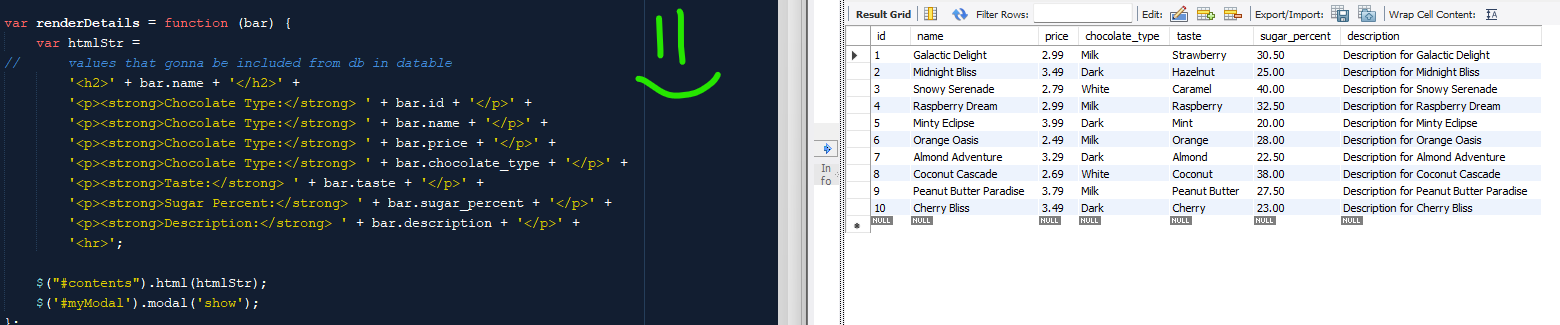 var renderDetails = function (bar) {
var htmlStr =
// values that gonna be included from db in datable
'<h2>' + bar.name + '</h2>' +
'<p><strong>Chocolate Type:</strong> ' + bar.id + '</p>' +
'<p><strong>Chocolate Type:</strong> ' + bar.name + '</p>' +
'<p><strong>Chocolate Type:</strong> ' + bar.price + '</p>' +
'<p><strong>Chocolate Type:</strong> ' + bar.chocolate_type + '</p>' +
'<p><strong>Taste:</strong> ' + bar.taste + '</p>' +
'<p><strong>Sugar Percent:</strong> ' + bar.sugar_percent + '</p>' +
'<p><strong>Description:</strong> ' + bar.description + '</p>' +
'<hr>';
$("#contents").html(htmlStr);
$('#myModal').modal('show');
};
In
fo
Result Grid Filter Rows: Edit: Export/Import: Wrap Cell Content:
id name price chocolate_type taste sugar_percent description
1 Galactic Delight 2.99 Milk Strawberry 30.50 Description for Galactic Delight
2 Midnight Bliss 3.49 Dark Hazelnut 25.00 Description for Midnight Bliss
3 Snowy Serenade 2.79 White Caramel 40.00 Description for Snowy Serenade
4 Raspberry Dream 2.99 Milk Raspberry 32.50 Description for Raspberry Dream
5 Minty Eclipse 3.99 Dark Mint 20.00 Description for Minty Eclipse
6 Orange Oasis 2.49 Milk Orange 28.00 Description for Orange Oasis
7 Almond Adventure 3.29 Dark Almond 22.50 Description for Almond Adventure
8 Coconut Cascade 2.69 White Coconut 38.00 Description for Coconut Cascade
9 Peanut Butter Paradise 3.79 Milk Peanut Butter 27.50 Description for Peanut Butter Paradise
10 Cherry Bliss 3.49 Dark Cherry 23.00 Description for Cherry Bliss
NULL NULL NULL NULL NULL NULL NULL